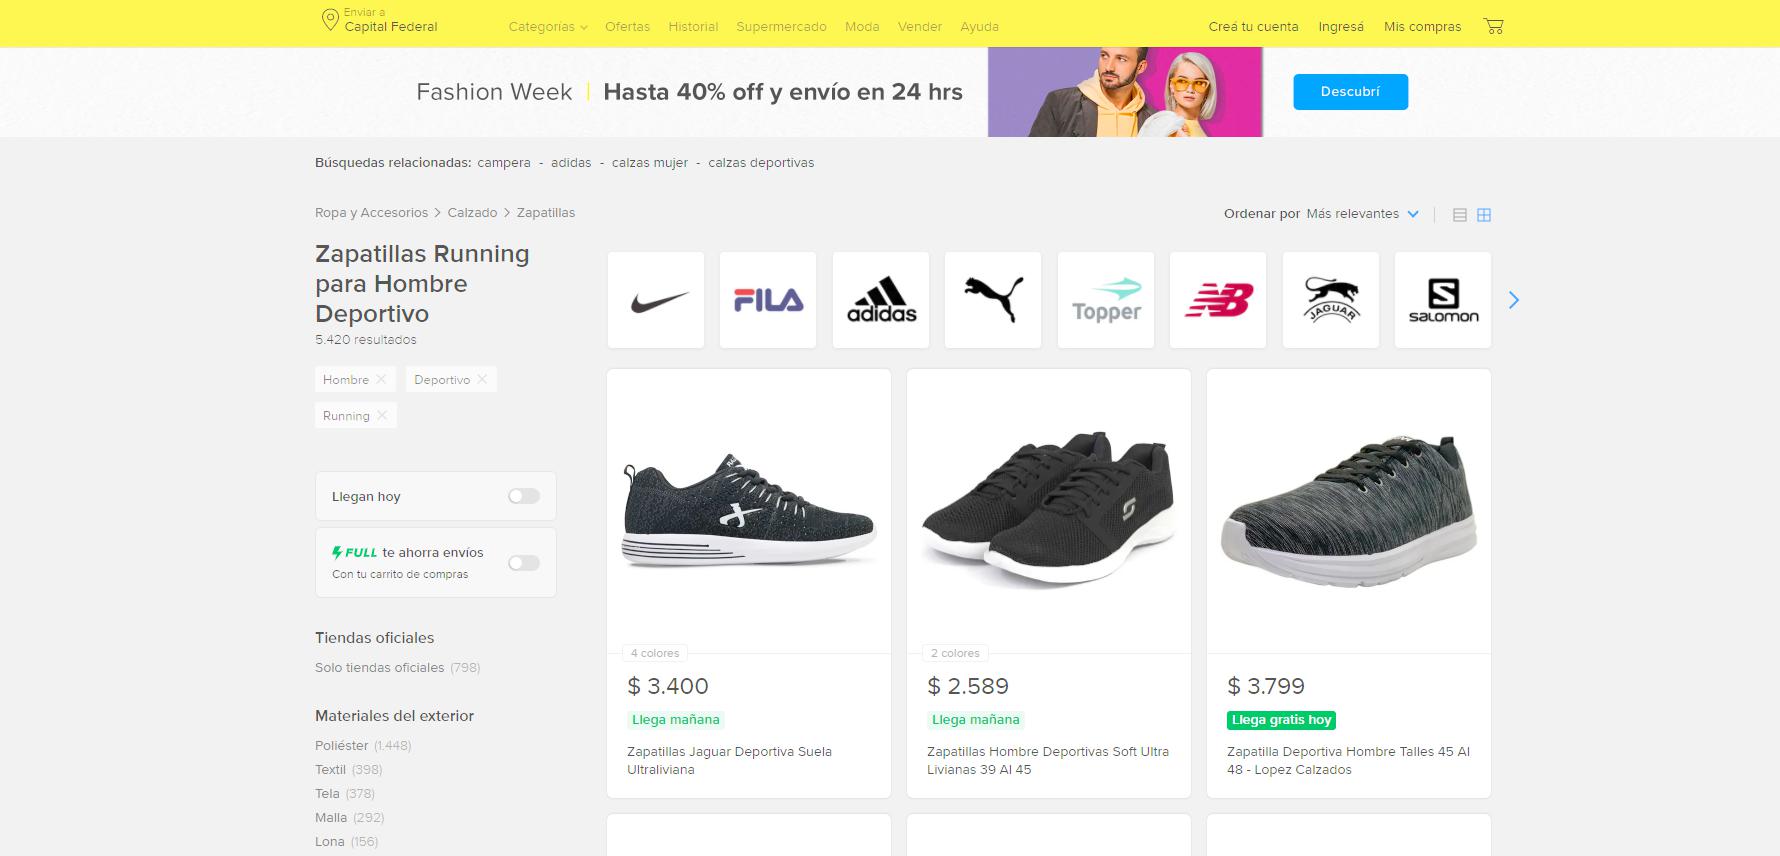 Enviar a
Capital Federal
Categorías Ofertas Historial Supermercado Moda Vender Ayuda
Creá tu cuenta Ingresá Mis compras
Fashion Week | Hasta 40% off y envío en 24 hrs
Descubrí
Búsquedas relacionadas: campera - adidas - calzas mujer - calzas deportivas
Ropa y Accesorios > Calzado > Zapatillas
Ordenar por Más relevantes
Zapatillas Running
para Hombre
Deportivo
5.420 resultados
Hombre
Deportivo
Running
Llegan hoy
FULL te ahorra envíos
Con tu carrito de compras
Tiendas oficiales
Solo tiendas oficiales (798)
Materiales del exterior
Poliéster (1.448)
Textil (398)
Tela (378)
Malla (292)
Lona (156)
FILA
adidas
Topper
NB
JAGUAR
S
salomon
4 colores
$ 3.400
Llega mañana
Zapatillas Jaguar Deportiva Suela
Ultraliviana
2 colores
$ 2.589
Llega mañana
Zapatillas Hombre Deportivas Soft Ultra
Livianas 39 Al 45
$ 3.799
Llega gratis hoy
Zapatilla Deportiva Hombre Talles 45 Al
48 - Lopez Calzados